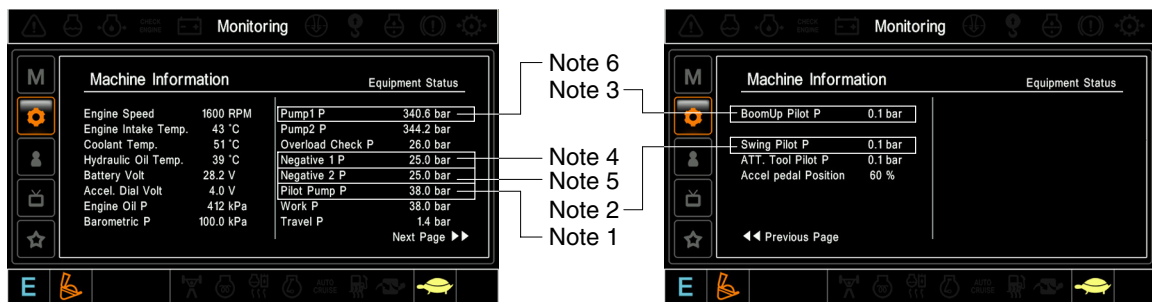 CHECK ENGINE
Monitoring
M
Machine Information
Equipment Status
Engine Speed 1600 RPM
Engine Intake Temp. 43 ˚C
Coolant Temp. 51 ˚C
Hydraulic Oil Temp. 39 ˚C
Battery Volt 28.2 V
Accel. Dial Volt 4.0 V
Engine Oil P 412 kPa
Barometric P 100.0 kPa
Pump1 P 340.6 bar
Pump2 P 344.2 bar
Overload Check P 26.0 bar
Negative 1 P 25.0 bar
Negative 2 P 25.0 bar
Pilot Pump P 38.0 bar
Work P 38.0 bar
Travel P 1.4 bar
Next Page
E
AUTO CRUISE
Note 6
Note 3
Note 4
Note 5
Note 2
Note 1
CHECK ENGINE
Monitoring
M
Machine Information
Equipment Status
BoomUp Pilot P 0.1 bar
Swing Pilot P 0.1 bar
ATT. Tool Pilot P 0.1 bar
Accel pedal Position 60 %
Previous Page
E
AUTO CRUISE